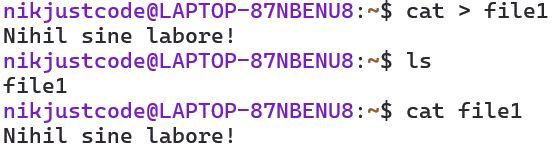 nikjustcode@LAPTOP-87NBENU8:~$ cat > file1
Nihil sine labore!
nikjustcode@LAPTOP-87NBENU8:~$ ls
file1
nikjustcode@LAPTOP-87NBENU8:~$ cat file1
Nihil sine labore!